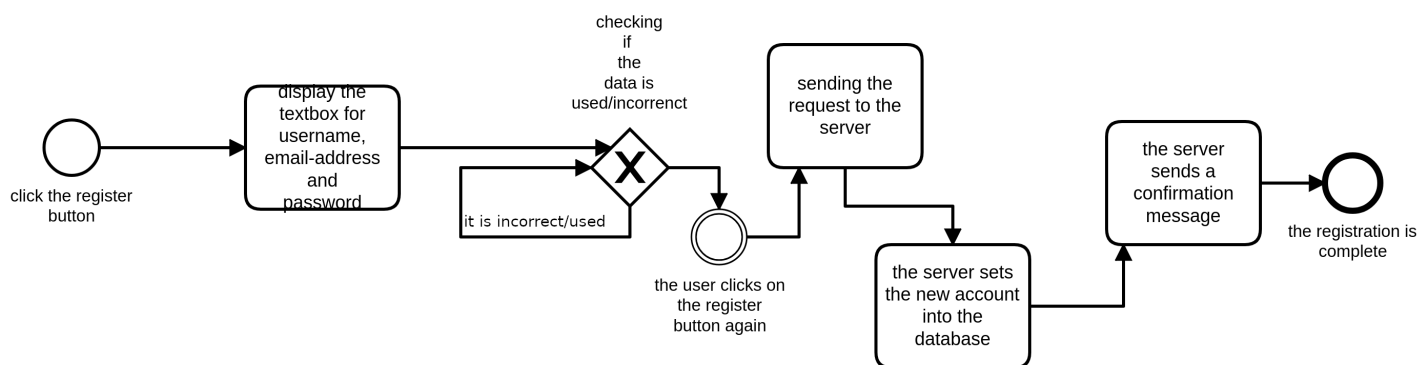 click the register
button
display the
textbox for
username,
email-address
and
password
checking
if
the
data is
used/incorrenct
it is incorrect/used
the user clicks on
the register
button again
sending the
request to the
server
the server sets
the new account
into the
database
the server
sends a
confirmation
message
the registration is
complete